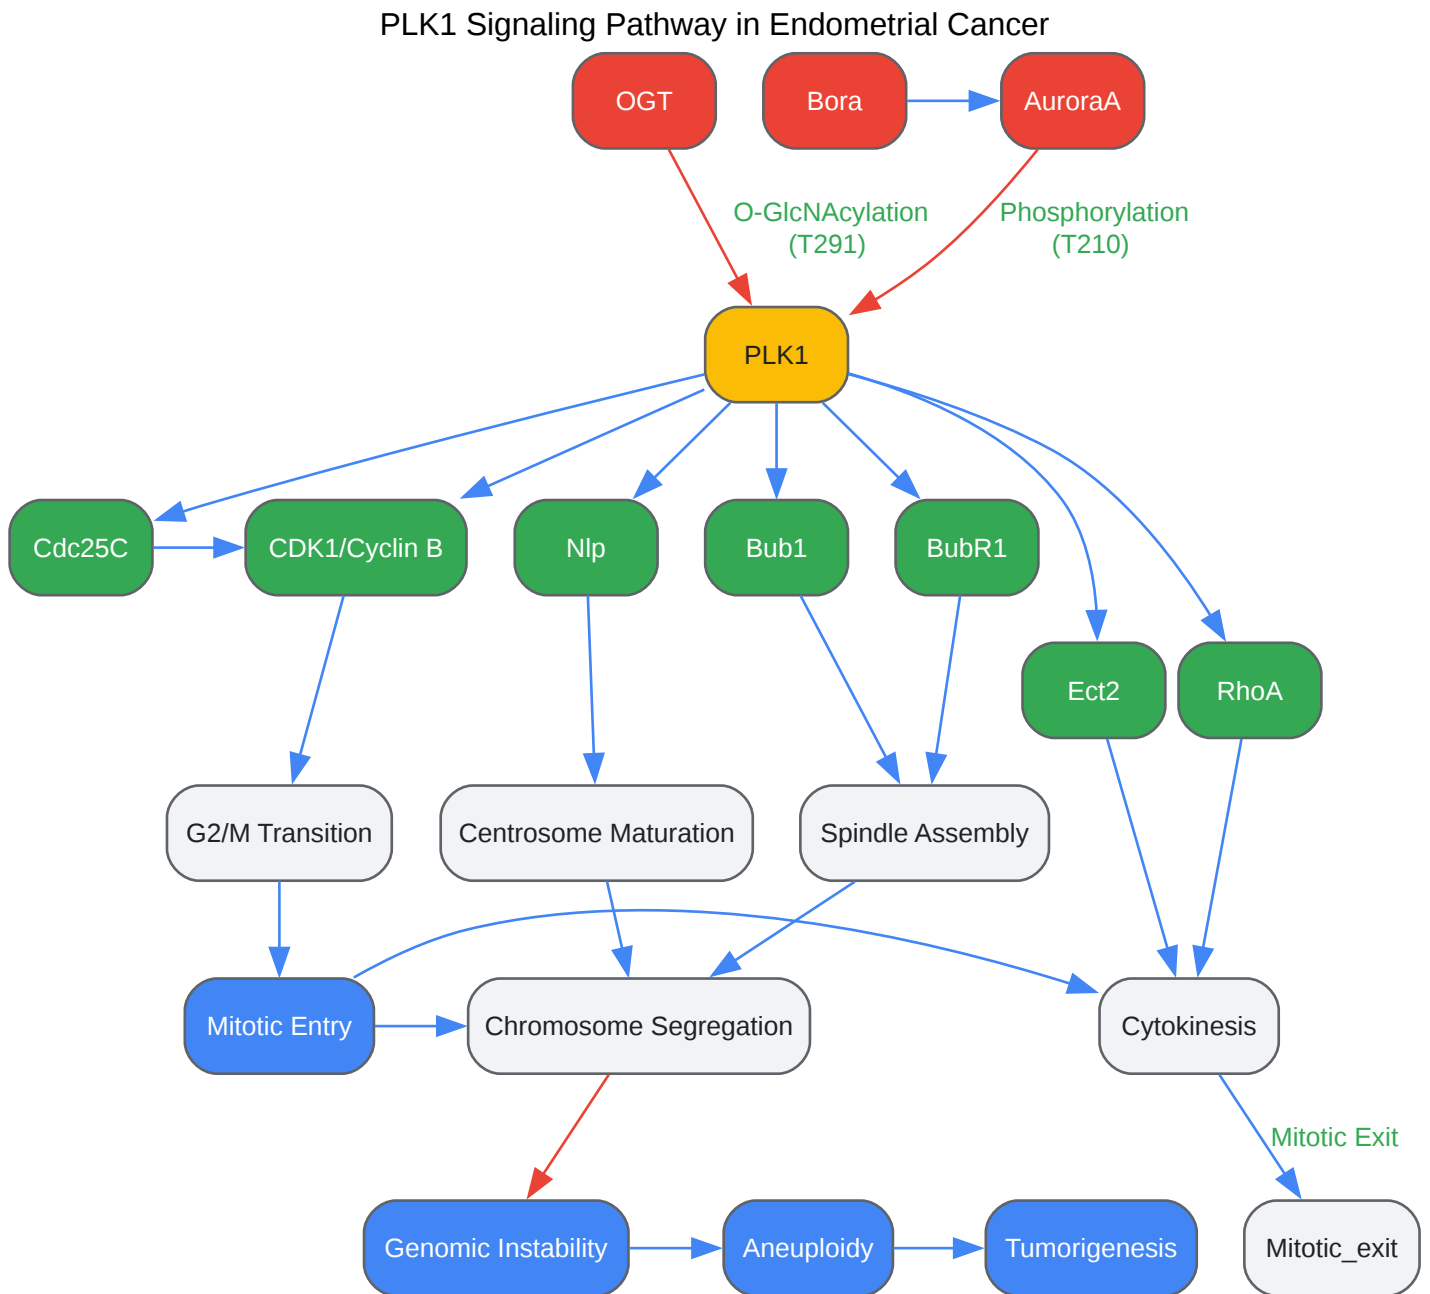 PLK1 Signaling Pathway in Endometrial Cancer
OGT
Bora
AuroraA
O-GlcNAcylation
(T291)
Phosphorylation
(T210)
PLK1
Cdc25C
CDK1/Cyclin B
Nlp
Bub1
BubR1
Ect2
RhoA
G2/M Transition
Centrosome Maturation
Spindle Assembly
Mitotic Entry
Chromosome Segregation
Cytokinesis
Mitotic Exit
Genomic Instability
Aneuploidy
Tumorigenesis
Mitotic_exit